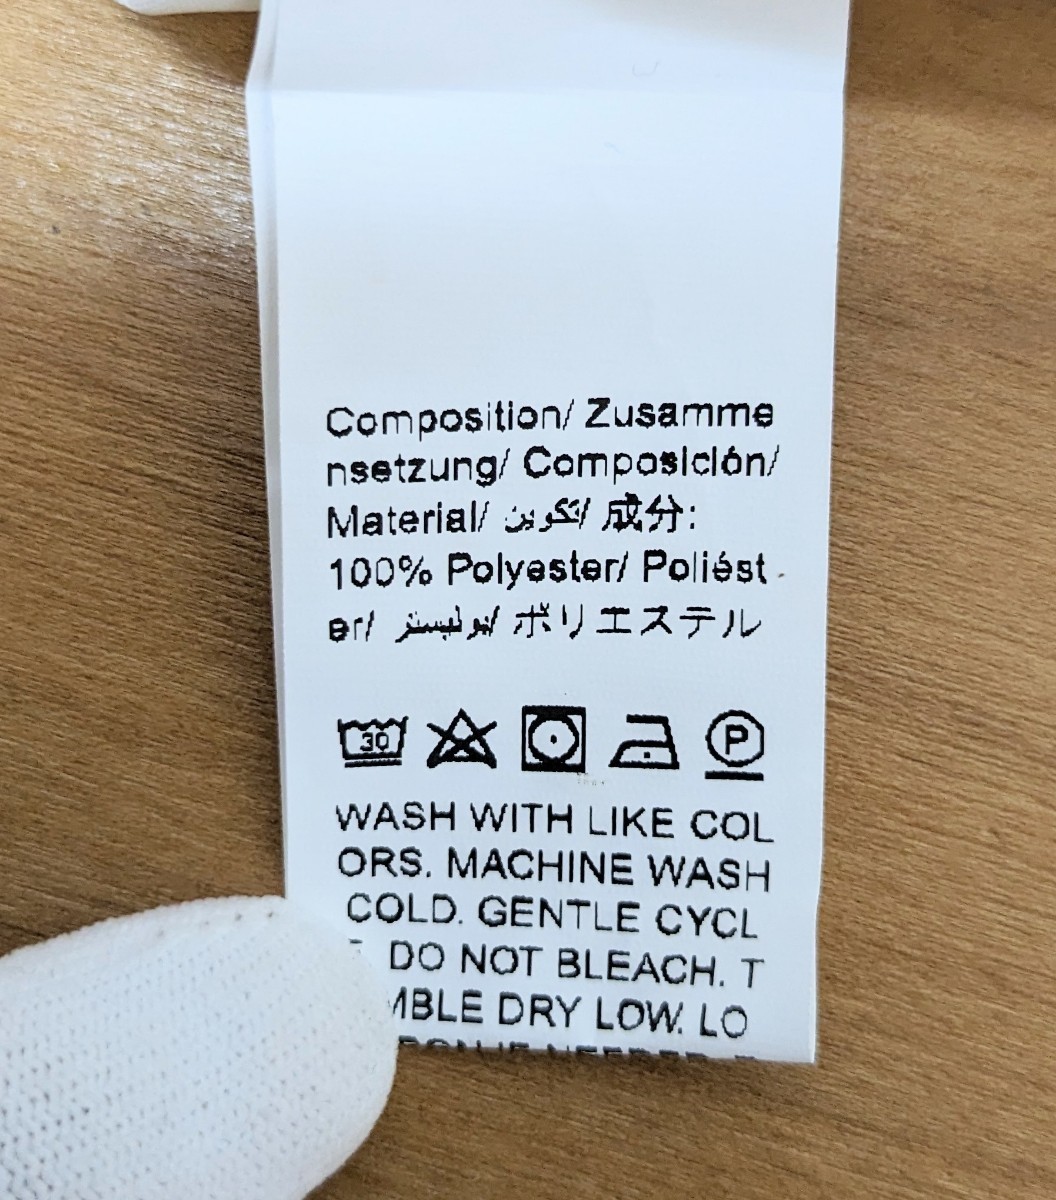 Composition/ Zusamme
nsetzung/ Composición/
Material/ تكوين/ 成分:
100% Polyester/ Poliést
er/ بوليستر/ ポリエステル
30 P
WASH WITH LIKE COL
ORS. MACHINE WASH
COLD. GENTLE CYCL
DO NOT BLEACH. T
MBLE DRY LOW. LO